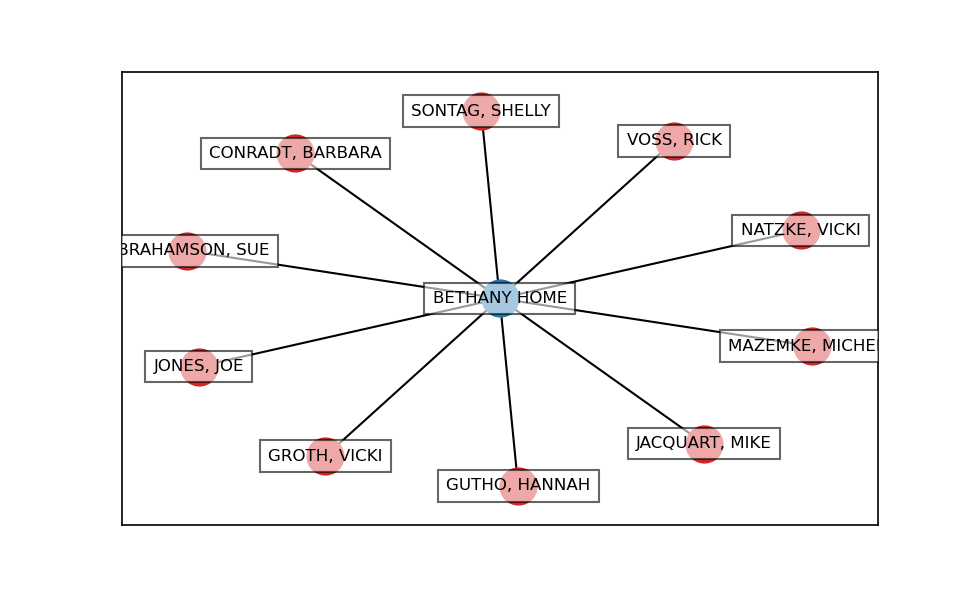 SONTAG, SHELLY
VOSS, RICK
CONRADT, BARBARA
NATZKE, VICKI
BRAHAMSON, SUE
BETHANY HOME
MAZEMKE, MICHE
JONES, JOE
JACQUART, MIKE
GROTH, VICKI
GUTHO, HANNAH